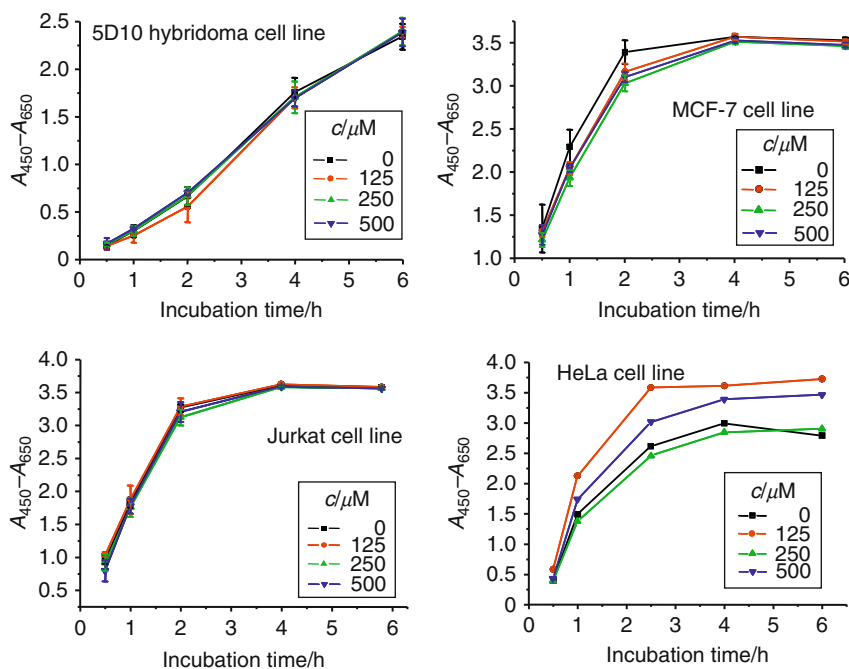 5D10 hybridoma cell line
A450–A650
2.5
2.0
1.5
1.0
0.5
0
c/μM
0
125
250
500
0 1 2 3 4 5 6
Incubation time/h
MCF-7 cell line
A450–A650
3.5
3.0
2.5
2.0
1.5
1.0
c/μM
0
125
250
500
0 1 2 3 4 5 6
Incubation time/h
Jurkat cell line
A450–A650
4.0
3.5
3.0
2.5
2.0
1.5
1.0
0.5
c/μM
0
125
250
500
0 1 2 3 4 5 6
Incubation time/h
HeLa cell line
A450–A650
4.0
3.5
3.0
2.5
2.0
1.5
1.0
0.5
0
c/μM
0
125
250
500
0 1 2 3 4 5 6
Incubation time/h